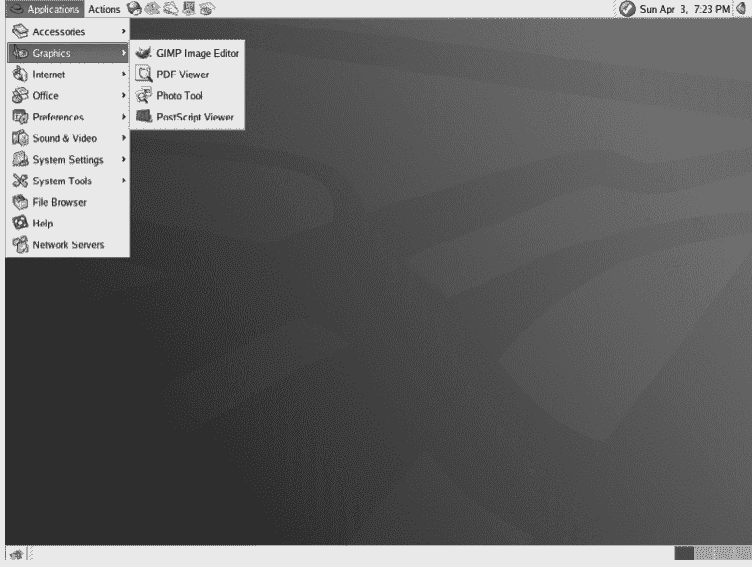 Applications Actions Sun Apr 3, 7:23 PM
Accessories
Graphics
Internet
Office
Preferences
Sound & Video
System Settings
System Tools
File Browser
Help
Network Servers
GIMP Image Editor
PDF Viewer
Photo Tool
PostScript Viewer